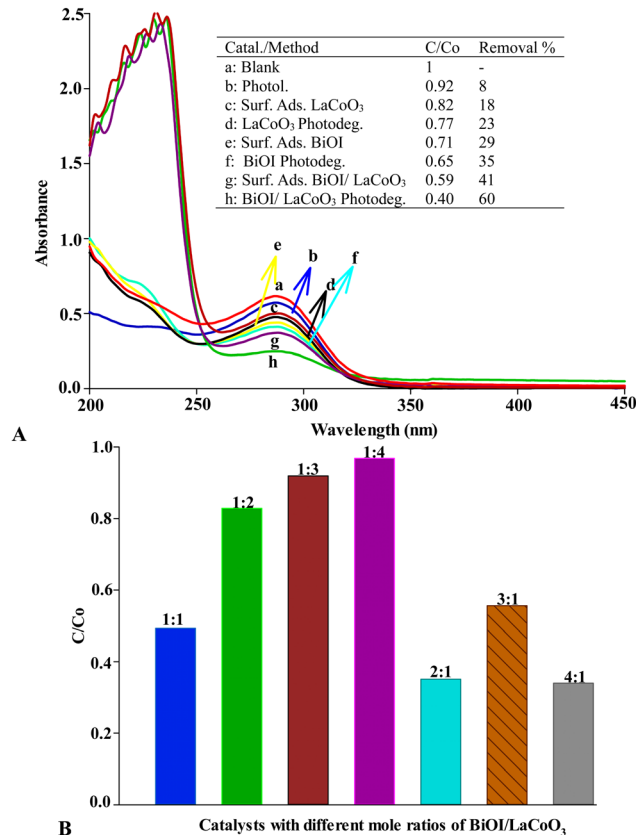 2.5
2.0
1.5
1.0
0.5
0.0
Absorbance
Catal./Method C/Co Removal %
a: Blank 1 -
b: Photol. 0.92 8
c: Surf. Ads. LaCoO₃ 0.82 18
d: LaCoO₃ Photodeg. 0.77 23
e: Surf. Ads. BiOI 0.71 29
f: BiOI Photodeg. 0.65 35
g: Surf. Ads. BiOI/ LaCoO₃ 0.59 41
h: BiOI/ LaCoO₃ Photodeg. 0.40 60
e b f
a
c d
g
h
200 250 300 350 400 450
Wavelength (nm)
A
1.0
0.8
0.6
0.4
0.2
0.0
C/Co
1:1
1:2
1:3
1:4
2:1
3:1
4:1
B
Catalysts with different mole ratios of BiOI/LaCoO₃